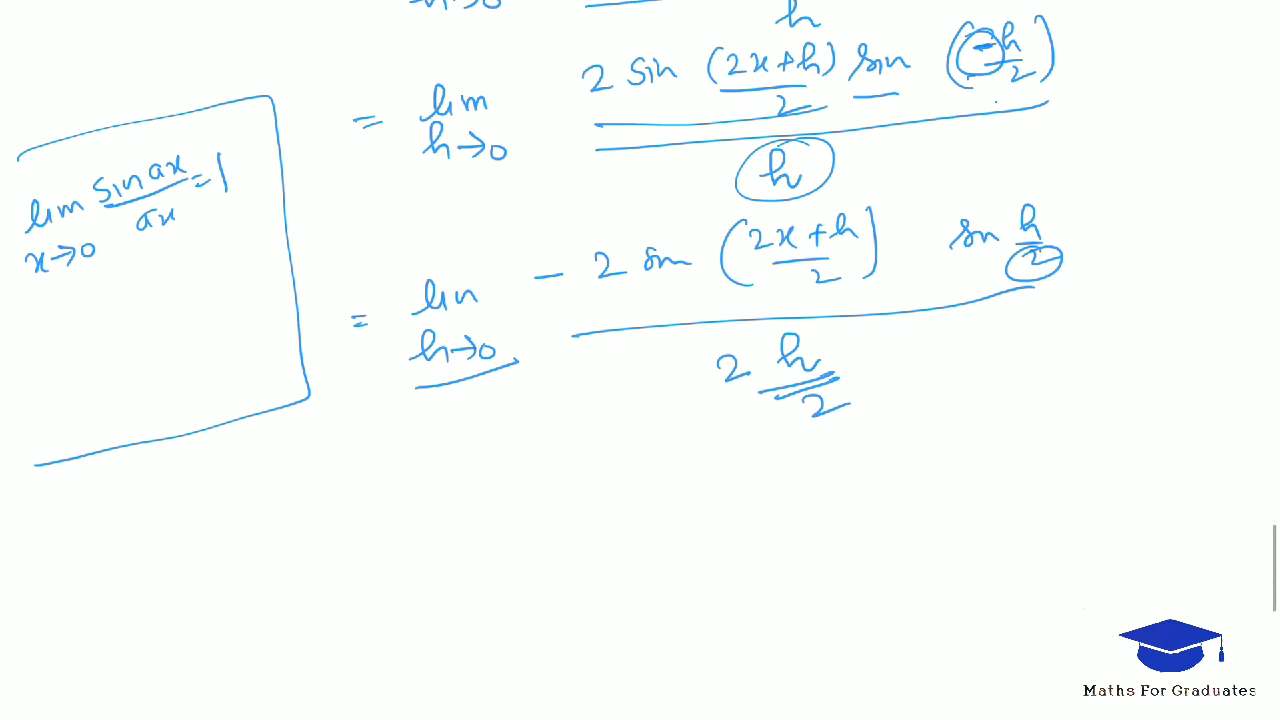 h
= lim h→0 2 sin (2x+h)/2 sin (-h/2) / h
lim x→0 sin ax / ax = 1
= lim h→0 - 2 sin (2x+h / 2) sin h/2 / 2 h/2
Maths For Graduates